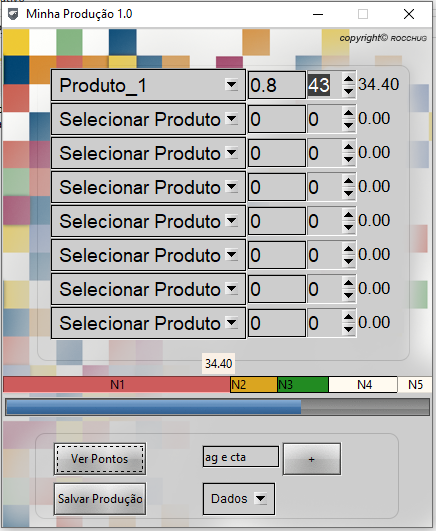 Minha Produção 1.0
copyright© ROCCHUG
Produto_1 0.8 43 34.40
Selecionar Produto 0 0 0.00
Selecionar Produto 0 0 0.00
Selecionar Produto 0 0 0.00
Selecionar Produto 0 0 0.00
Selecionar Produto 0 0 0.00
Selecionar Produto 0 0 0.00
Selecionar Produto 0 0 0.00
34.40
N1 N2 N3 N4 N5
Ver Pontos ag e cta +
Salvar Produção Dados